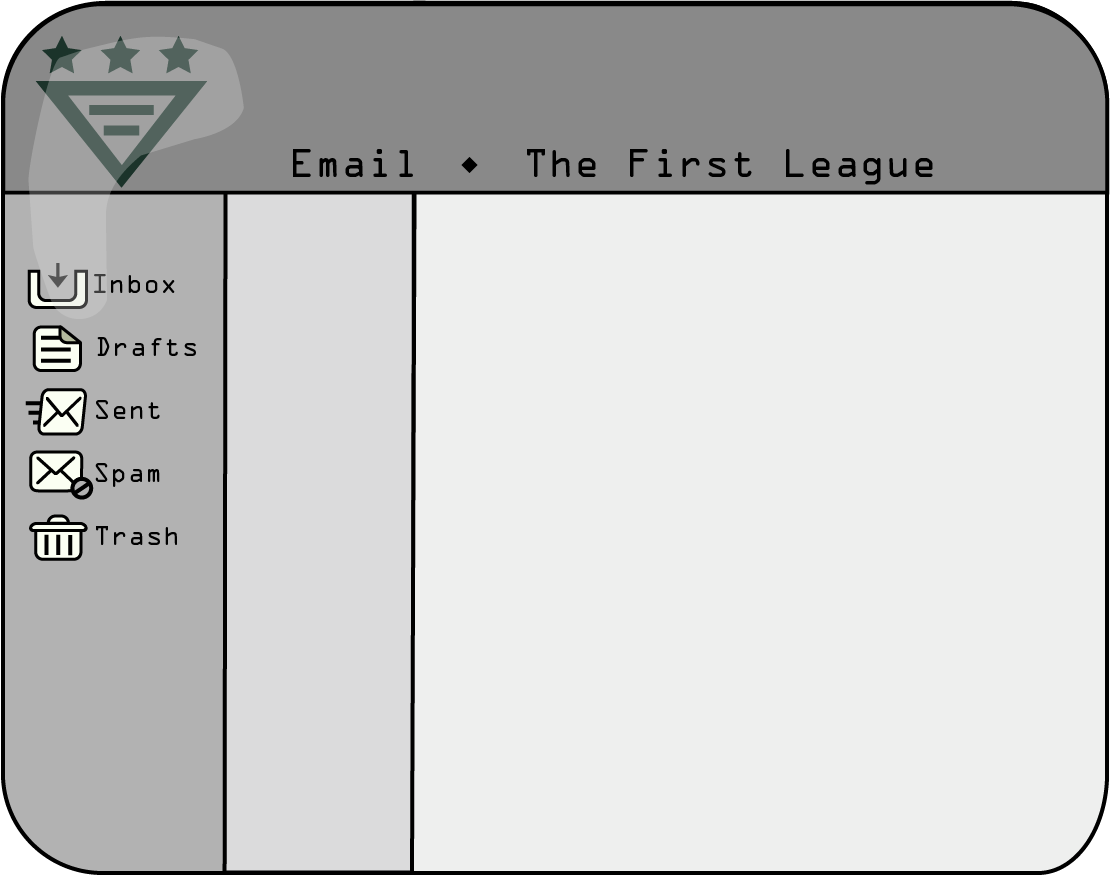 Email ◆ The First League
Inbox
Drafts
Sent
Spam
Trash